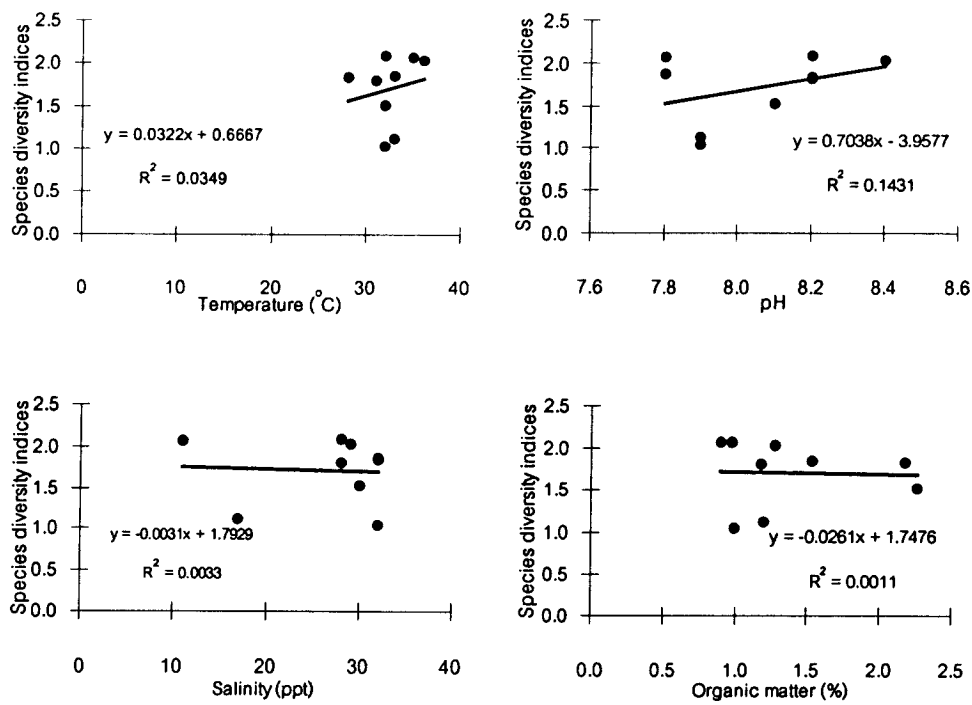 2.5
2.0
1.5
1.0
0.5
0.0
Species diversity indices
y = 0.0322x + 0.6667
R² = 0.0349
0 10 20 30 40
Temperature (°C)
2.5
2.0
1.5
1.0
0.5
0.0
Species diversity indices
y = 0.7038x - 3.9577
R² = 0.1431
7.6 7.8 8.0 8.2 8.4 8.6
pH
2.5
2.0
1.5
1.0
0.5
0.0
Species diversity indices
y = -0.0031x + 1.7929
R² = 0.0033
0 10 20 30 40
Salinity (ppt)
2.5
2.0
1.5
1.0
0.5
0.0
Species diversity indices
y = -0.0261x + 1.7476
R² = 0.0011
0.0 0.5 1.0 1.5 2.0 2.5
Organic matter (%)